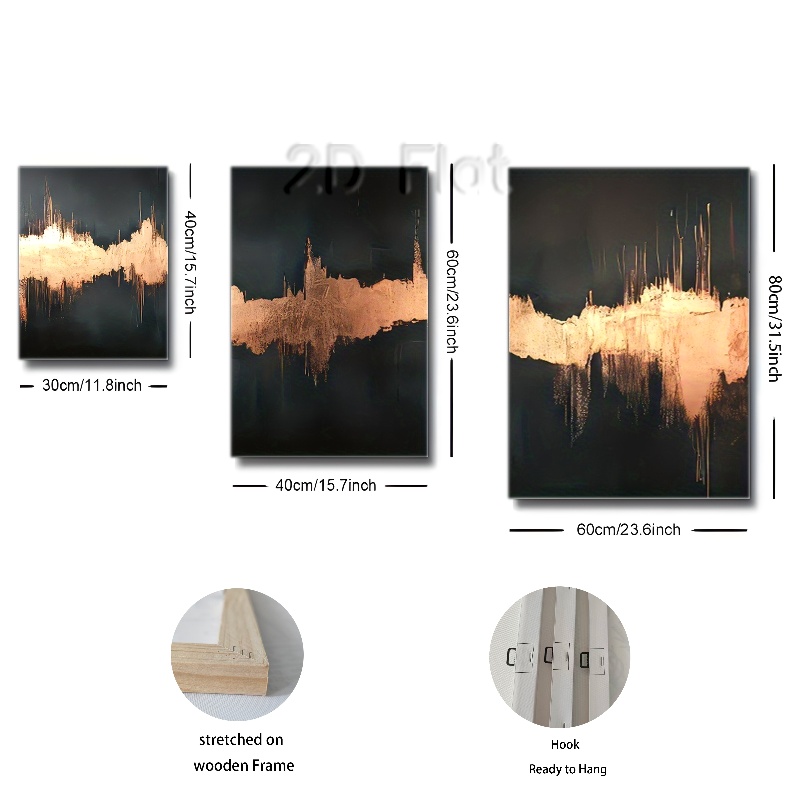 2D Flat
40cm/15.7inch
30cm/11.8inch
60cm/23.6inch
40cm/15.7inch
80cm/31.5inch
60cm/23.6inch
stretched on
wooden Frame
Hook
Ready to Hang